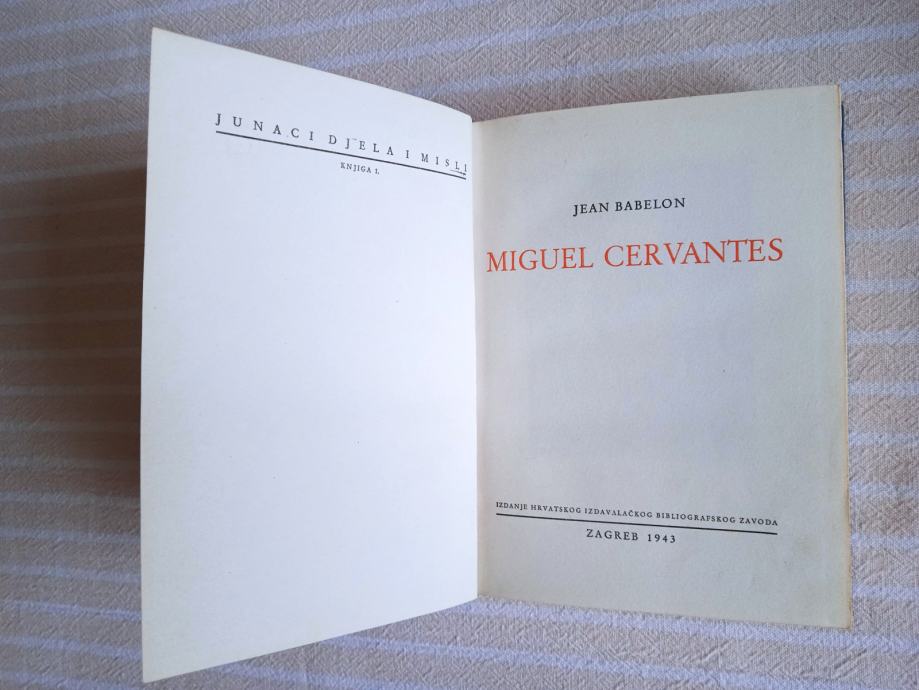 JUNACI DJELA I MISLI
KNJIGA I.
JEAN BABELON
MIGUEL CERVANTES
IZDANJE HRVATSKOG IZDAVALAČKOG BIBLIOGRAFSKOG ZAVODA
ZAGREB 1943